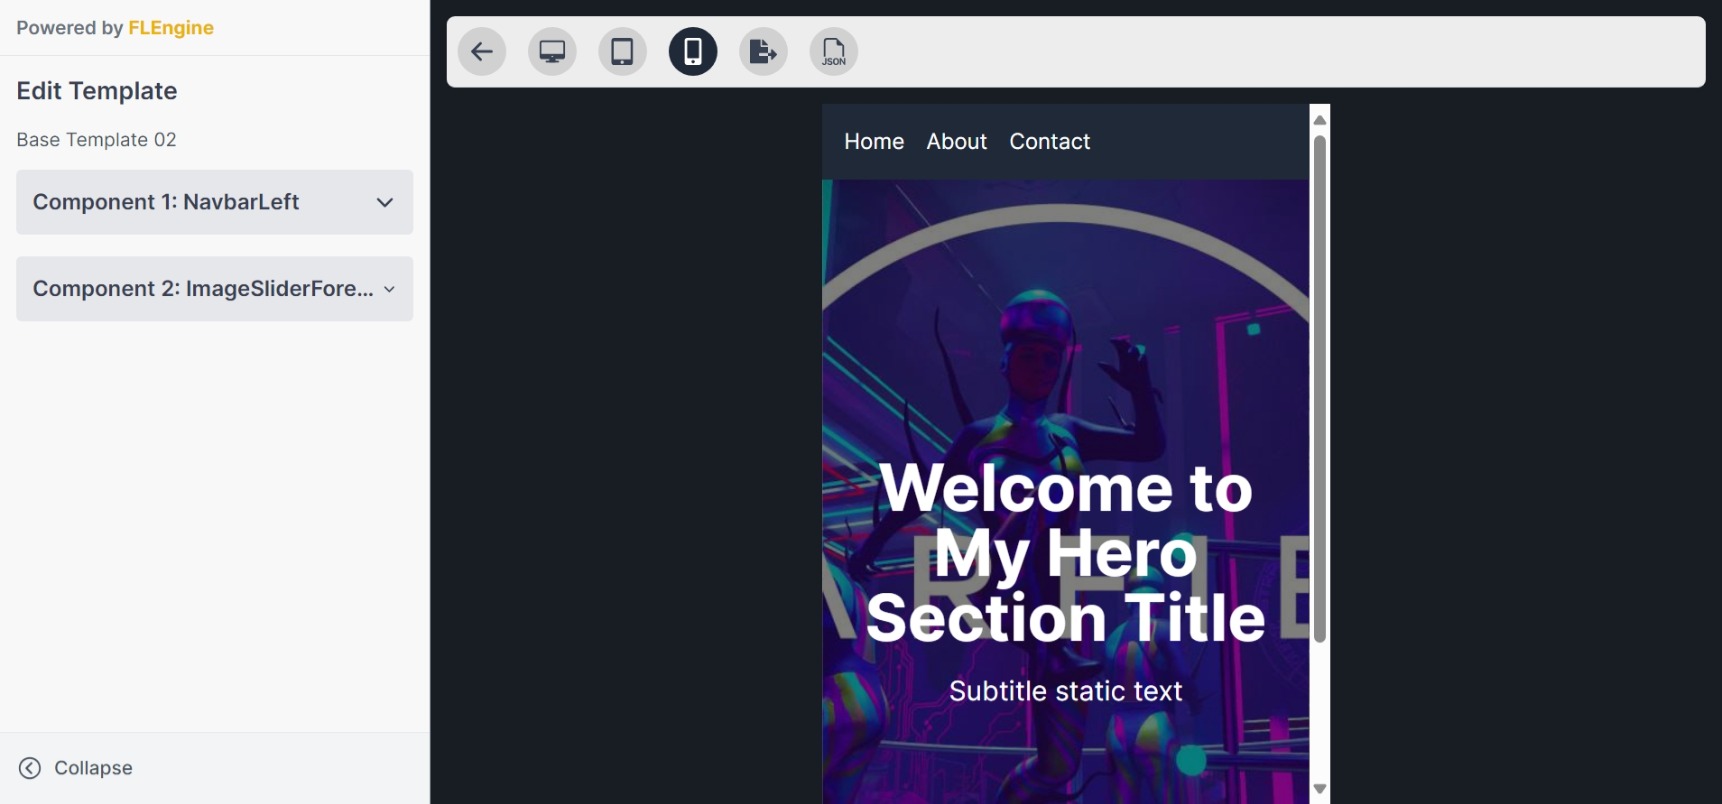 Powered by FLEngine
Edit Template
Base Template 02
Component 1: NavbarLeft
Component 2: ImageSliderFore...
Collapse
JSON
Home About Contact
Welcome to
My Hero
Section Title
Subtitle static text